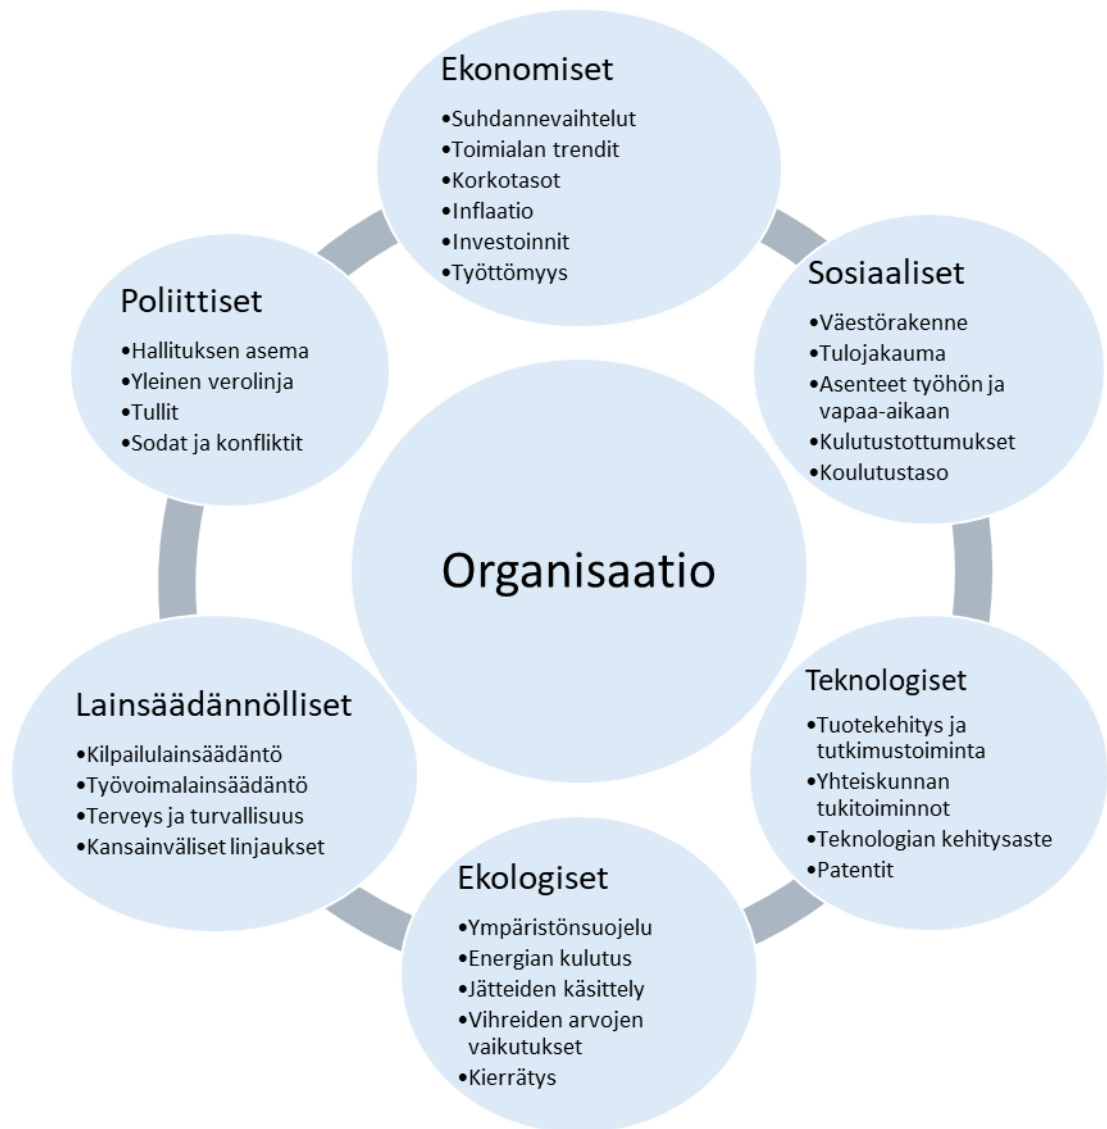 Ekonomiset
•Suhdannevaihtelut
•Toimialan trendit
•Korkotasot
•Inflaatio
•Investoinnit
•Työttömyys
Sosiaaliset
•Väestörakenne
•Tulojakauma
•Asenteet työhön ja
vapaa-aikaan
•Kulutustottumukset
•Koulutustaso
Poliittiset
•Hallituksen asema
•Yleinen verolinja
•Tullit
•Sodat ja konfliktit
Organisaatio
Teknologiset
•Tuotekehitys ja
tutkimustoiminta
•Yhteiskunnan
tukitoiminnot
•Teknologian kehitysaste
•Patentit
Lainsäädännölliset
•Kilpailulainsäädäntö
•Työvoimalainsäädäntö
•Terveys ja turvallisuus
•Kansainväliset linjaukset
Ekologiset
•Ympäristönsuojelu
•Energian kulutus
•Jätteiden käsittely
•Vihreiden arvojen
vaikutukset
•Kierrätys